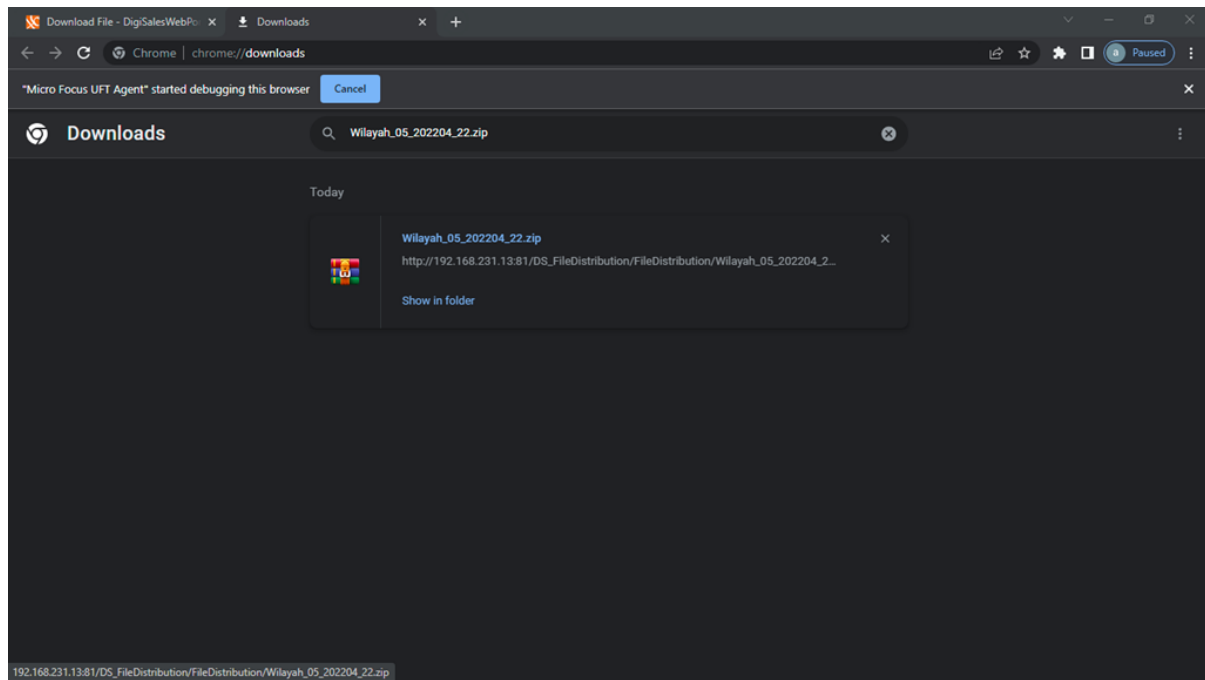 Download File - DigiSalesWebPo
Downloads
Chrome | chrome://downloads
a Paused
"Micro Focus UFT Agent" started debugging this browser Cancel
Downloads
Wilayah_05_202204_22.zip
Today
Wilayah_05_202204_22.zip
http://192.168.231.13:81/DS_FileDistribution/FileDistribution/Wilayah_05_202204_2...
Show in folder
192.168.231.13:81/DS_FileDistribution/FileDistribution/Wilayah_05_202204_22.zip